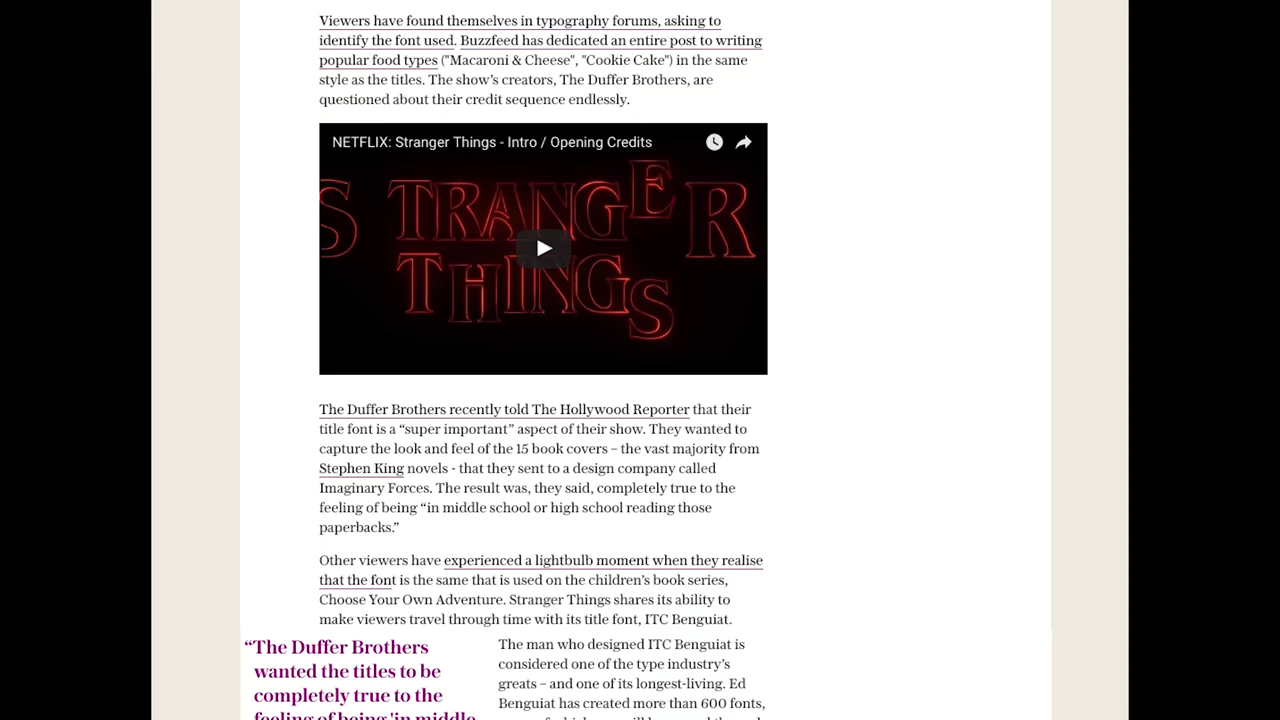 Viewers have found themselves in typography forums, asking to
identify the font used. Buzzfeed has dedicated an entire post to writing
popular food types ("Macaroni & Cheese", "Cookie Cake") in the same
style as the titles. The show’s creators, The Duffer Brothers, are
questioned about their credit sequence endlessly.
NETFLIX: Stranger Things - Intro / Opening Credits
S TRANGE R
THINGS
The Duffer Brothers recently told The Hollywood Reporter that their
title font is a “super important” aspect of their show. They wanted to
capture the look and feel of the 15 book covers – the vast majority from
Stephen King novels - that they sent to a design company called
Imaginary Forces. The result was, they said, completely true to the
feeling of being “in middle school or high school reading those
paperbacks.”
Other viewers have experienced a lightbulb moment when they realise
that the font is the same that is used on the children’s book series,
Choose Your Own Adventure. Stranger Things shares its ability to
make viewers travel through time with its title font, ITC Benguiat.
“The Duffer Brothers
wanted the titles to be
completely true to the
feeling of being 'in middle
The man who designed ITC Benguiat is
considered one of the type industry’s
greats – and one of its longest-living. Ed
Benguiat has created more than 600 fonts,